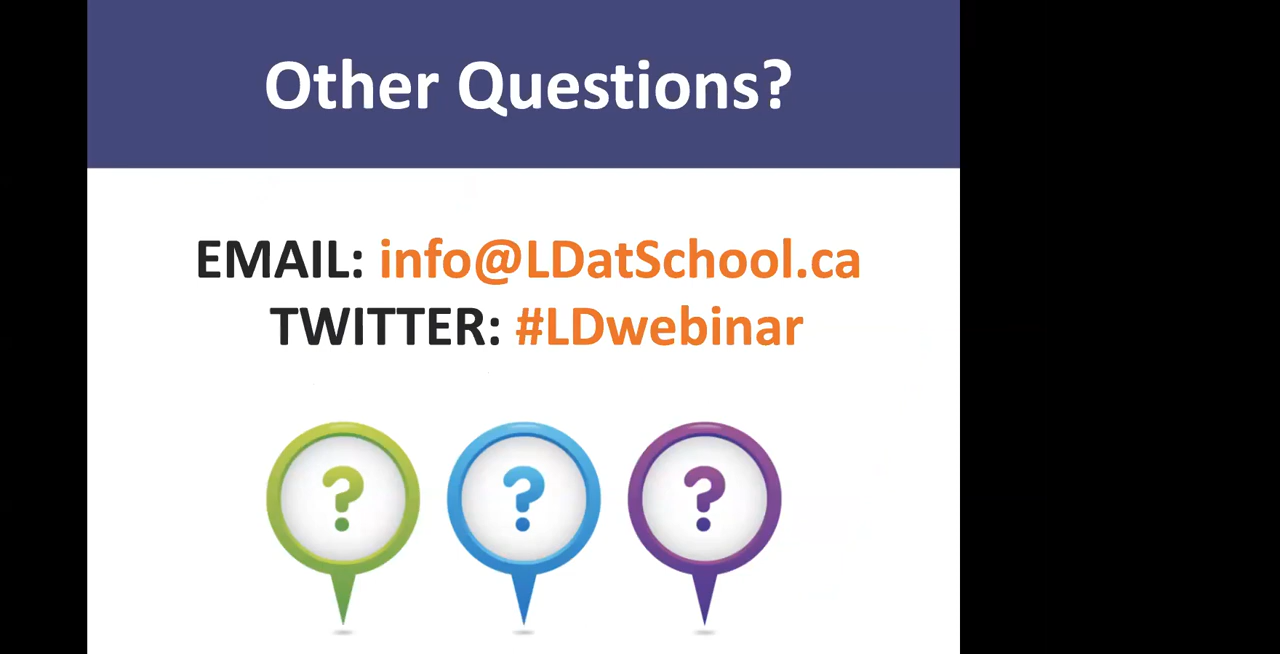 Other Questions?
EMAIL: info@LDatSchool.ca
TWITTER: #LDwebinar
? ? ?